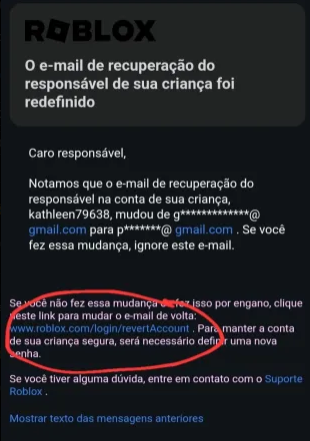 ROBLOX
O e-mail de recuperação do
responsável de sua criança foi
redefinido
Caro responsável,
Notamos que o e-mail de recuperação do
responsável na conta de sua criança,
kathleen79638, mudou de g*************@
gmail.com para p*******@ gmail.com . Se você
fez essa mudança, ignore este e-mail.
Se você não fez essa mudança ou fez isso por engano, clique
neste link para mudar o e-mail de volta:
www.roblox.com/login/revertAccount . Para manter a conta
de sua criança segura, será necessário definir uma nova
senha.
Se você tiver alguma dúvida, entre em contato com o Suporte
Roblox .
Mostrar texto das mensagens anteriores